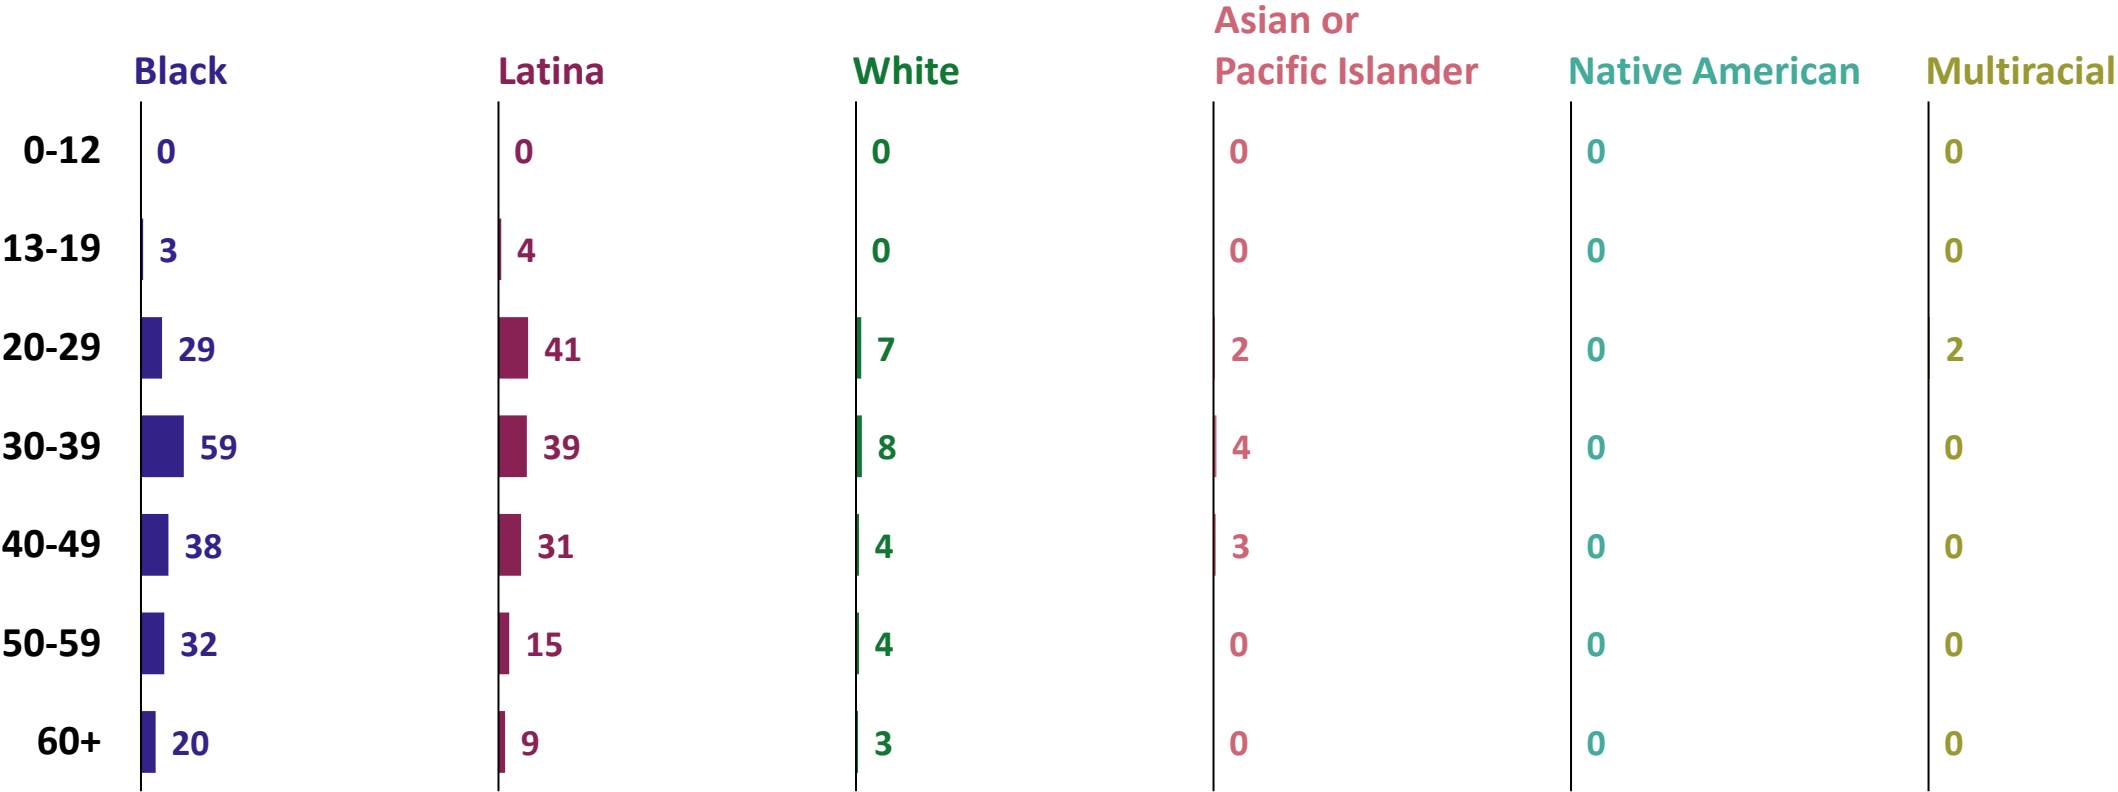 Asian or
Black Latina White Pacific Islander Native American Multiracial
0-12 0 0 0 0 0 0
13-19 3 4 0 0 0 0
20-29 29 41 7 2 0 2
30-39 59 39 8 4 0 0
40-49 38 31 4 3 0 0
50-59 32 15 4 0 0 0
60+ 20 9 3 0 0 0